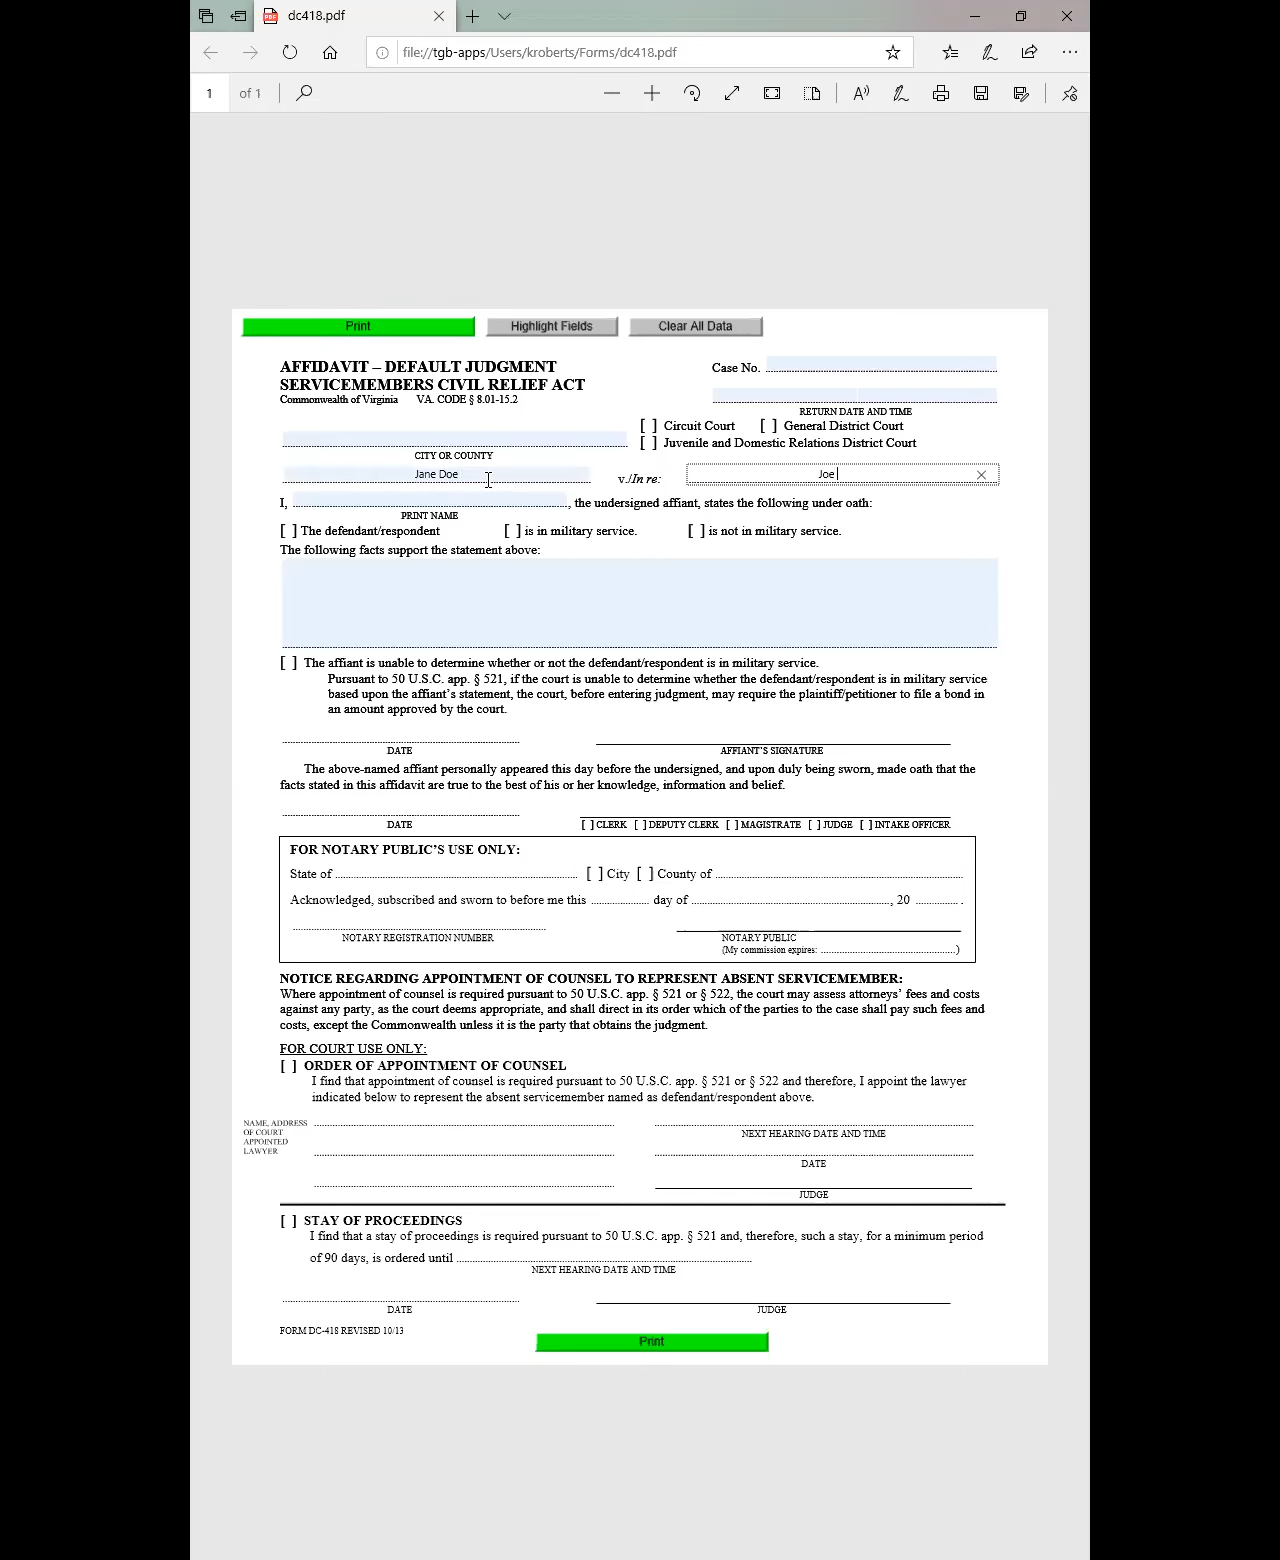 dc418.pdf
file://tgb-apps/Users/kroberts/Forms/dc418.pdf
1 of 1
Print Highlight Fields Clear All Data
AFFIDAVIT – DEFAULT JUDGMENT
SERVICEMEMBERS CIVIL RELIEF ACT
Commonwealth of Virginia VA. CODE § 8.01-15.2
Case No.
RETURN DATE AND TIME
[ ] Circuit Court [ ] General District Court
[ ] Juvenile and Domestic Relations District Court
CITY OR COUNTY
Jane Doe v./In re: Joe
I, , the undersigned affiant, states the following under oath:
PRINT NAME
[ ] The defendant/respondent [ ] is in military service. [ ] is not in military service.
The following facts support the statement above:
[ ] The affiant is unable to determine whether or not the defendant/respondent is in military service.
Pursuant to 50 U.S.C. app. § 521, if the court is unable to determine whether the defendant/respondent is in military service
based upon the affiant’s statement, the court, before entering judgment, may require the plaintiff/petitioner to file a bond in
an amount approved by the court.
DATE AFFIANT’S SIGNATURE
The above-named affiant personally appeared this day before the undersigned, and upon duly being sworn, made oath that the
facts stated in this affidavit are true to the best of his or her knowledge, information and belief.
DATE [ ] CLERK [ ] DEPUTY CLERK [ ] MAGISTRATE [ ] JUDGE [ ] INTAKE OFFICER
FOR NOTARY PUBLIC’S USE ONLY:
State of [ ] City [ ] County of
Acknowledged, subscribed and sworn to before me this day of , 20 .
NOTARY REGISTRATION NUMBER NOTARY PUBLIC
(My commission expires: )
NOTICE REGARDING APPOINTMENT OF COUNSEL TO REPRESENT ABSENT SERVICEMEMBER:
Where appointment of counsel is required pursuant to 50 U.S.C. app. § 521 or § 522, the court may assess attorneys’ fees and costs
against any party, as the court deems appropriate, and shall direct in its order which of the parties to the case shall pay such fees and
costs, except the Commonwealth unless it is the party that obtains the judgment.
FOR COURT USE ONLY:
[ ] ORDER OF APPOINTMENT OF COUNSEL
I find that appointment of counsel is required pursuant to 50 U.S.C. app. § 521 or § 522 and therefore, I appoint the lawyer
indicated below to represent the absent servicemember named as defendant/respondent above.
NAME, ADDRESS
OF COURT
APPOINTED
LAWYER
NEXT HEARING DATE AND TIME
DATE
JUDGE
[ ] STAY OF PROCEEDINGS
I find that a stay of proceedings is required pursuant to 50 U.S.C. app. § 521 and, therefore, such a stay, for a minimum period
of 90 days, is ordered until
NEXT HEARING DATE AND TIME
DATE JUDGE
FORM DC-418 REVISED 10/13
Print